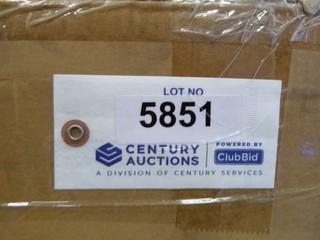 LOT NO
5851
CENTURY AUCTIONS
POWERED BY
ClubBid
A DIVISION OF CENTURY SERVICES